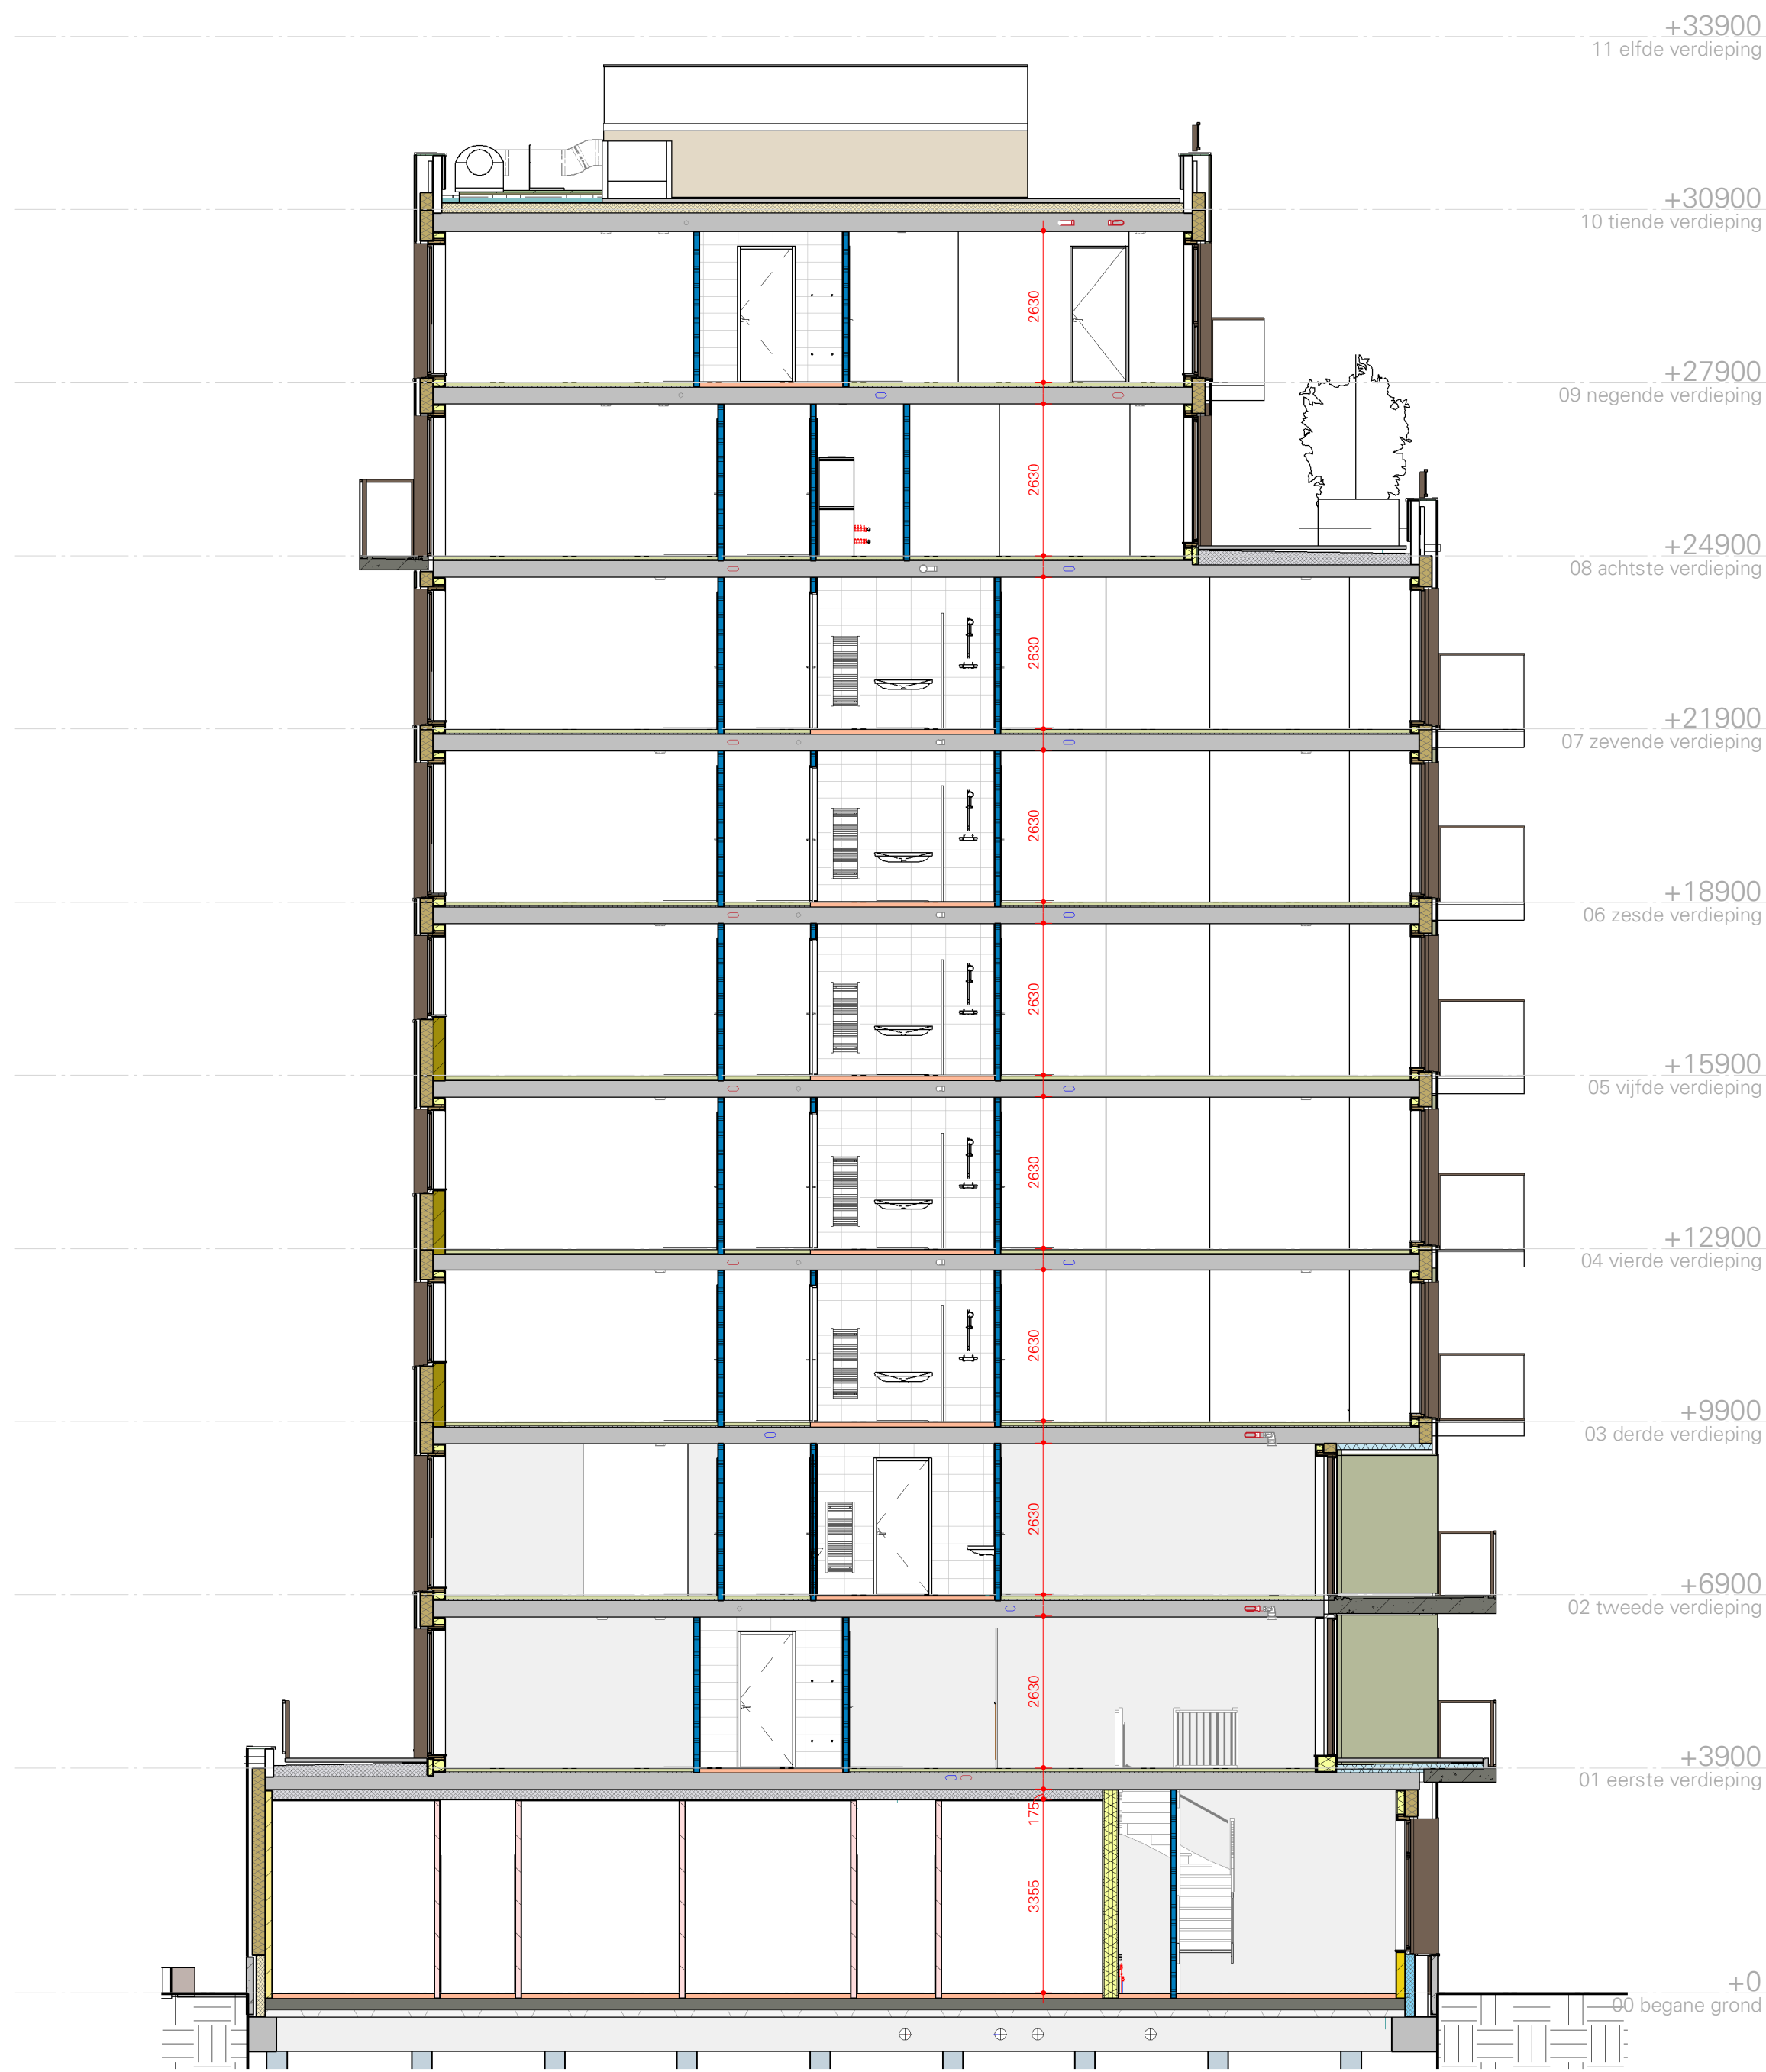 +33900
11 elfde verdieping
+30900
10 tiende verdieping
2630
+27900
09 negende verdieping
2630
+24900
08 achtste verdieping
2630
+21900
07 zevende verdieping
2630
+18900
06 zesde verdieping
2630
+15900
05 vijfde verdieping
2630
+12900
04 vierde verdieping
2630
+9900
03 derde verdieping
2630
+6900
02 tweede verdieping
2630
+3900
01 eerste verdieping
175
3355
+0
00 begane grond